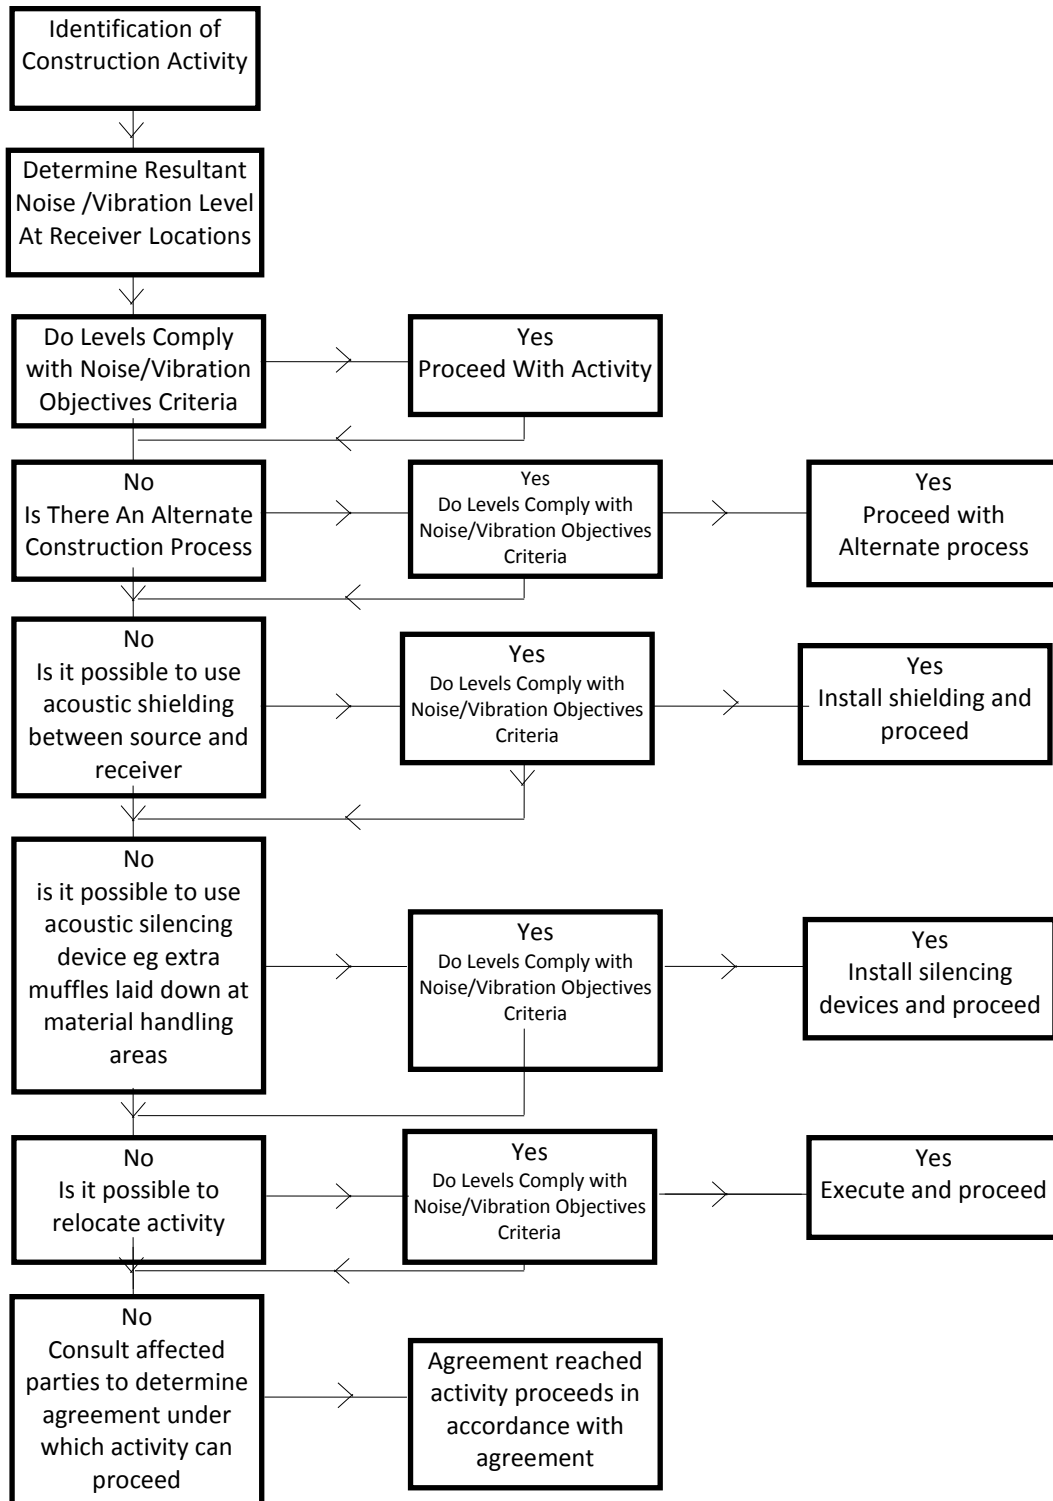 Identification of
Construction Activity
Determine Resultant
Noise /Vibration Level
At Receiver Locations
Do Levels Comply
with Noise/Vibration
Objectives Criteria
Yes
Proceed With Activity
No
Is There An Alternate
Construction Process
Yes
Do Levels Comply with
Noise/Vibration Objectives
Criteria
Yes
Proceed with
Alternate process
No
Is it possible to use
acoustic shielding
between source and
receiver
Yes
Do Levels Comply with
Noise/Vibration Objectives
Criteria
Yes
Install shielding and
proceed
No
is it possible to use
acoustic silencing
device eg extra
muffles laid down at
material handling
areas
Yes
Do Levels Comply with
Noise/Vibration Objectives
Criteria
Yes
Install silencing
devices and proceed
No
Is it possible to
relocate activity
Yes
Do Levels Comply with
Noise/Vibration Objectives
Criteria
Yes
Execute and proceed
No
Consult affected
parties to determine
agreement under
which activity can
proceed
Agreement reached
activity proceeds in
accordance with
agreement